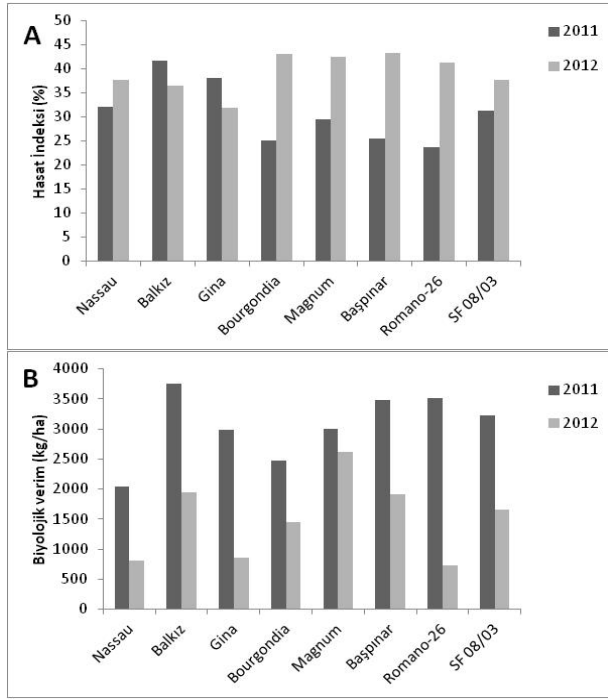 A
Hasat indeksi (%)
50
45
40
35
30
25
20
15
10
5
0
Nassau
Balkız
Gina
Bourgondia
Magnum
Başpınar
Romano-26
SF 08/03
2011
2012
B
Biyolojik verim (kg/ha)
4000
3500
3000
2500
2000
1500
1000
500
0
Nassau
Balkız
Gina
Bourgondia
Magnum
Başpınar
Romano-26
SF 08/03
2011
2012